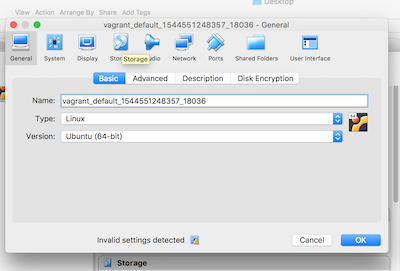 Desktop
View Action Arrange By Share Add Tags
vagrant_default_1544551248357_18036 - General
General System Display Storage Audio Network Ports Shared Folders User Interface
Storage
Basic Advanced Description Disk Encryption
Name: vagrant_default_1544551248357_18036
Type: Linux
Version: Ubuntu (64-bit)
64
Invalid settings detected Cancel OK
Storage